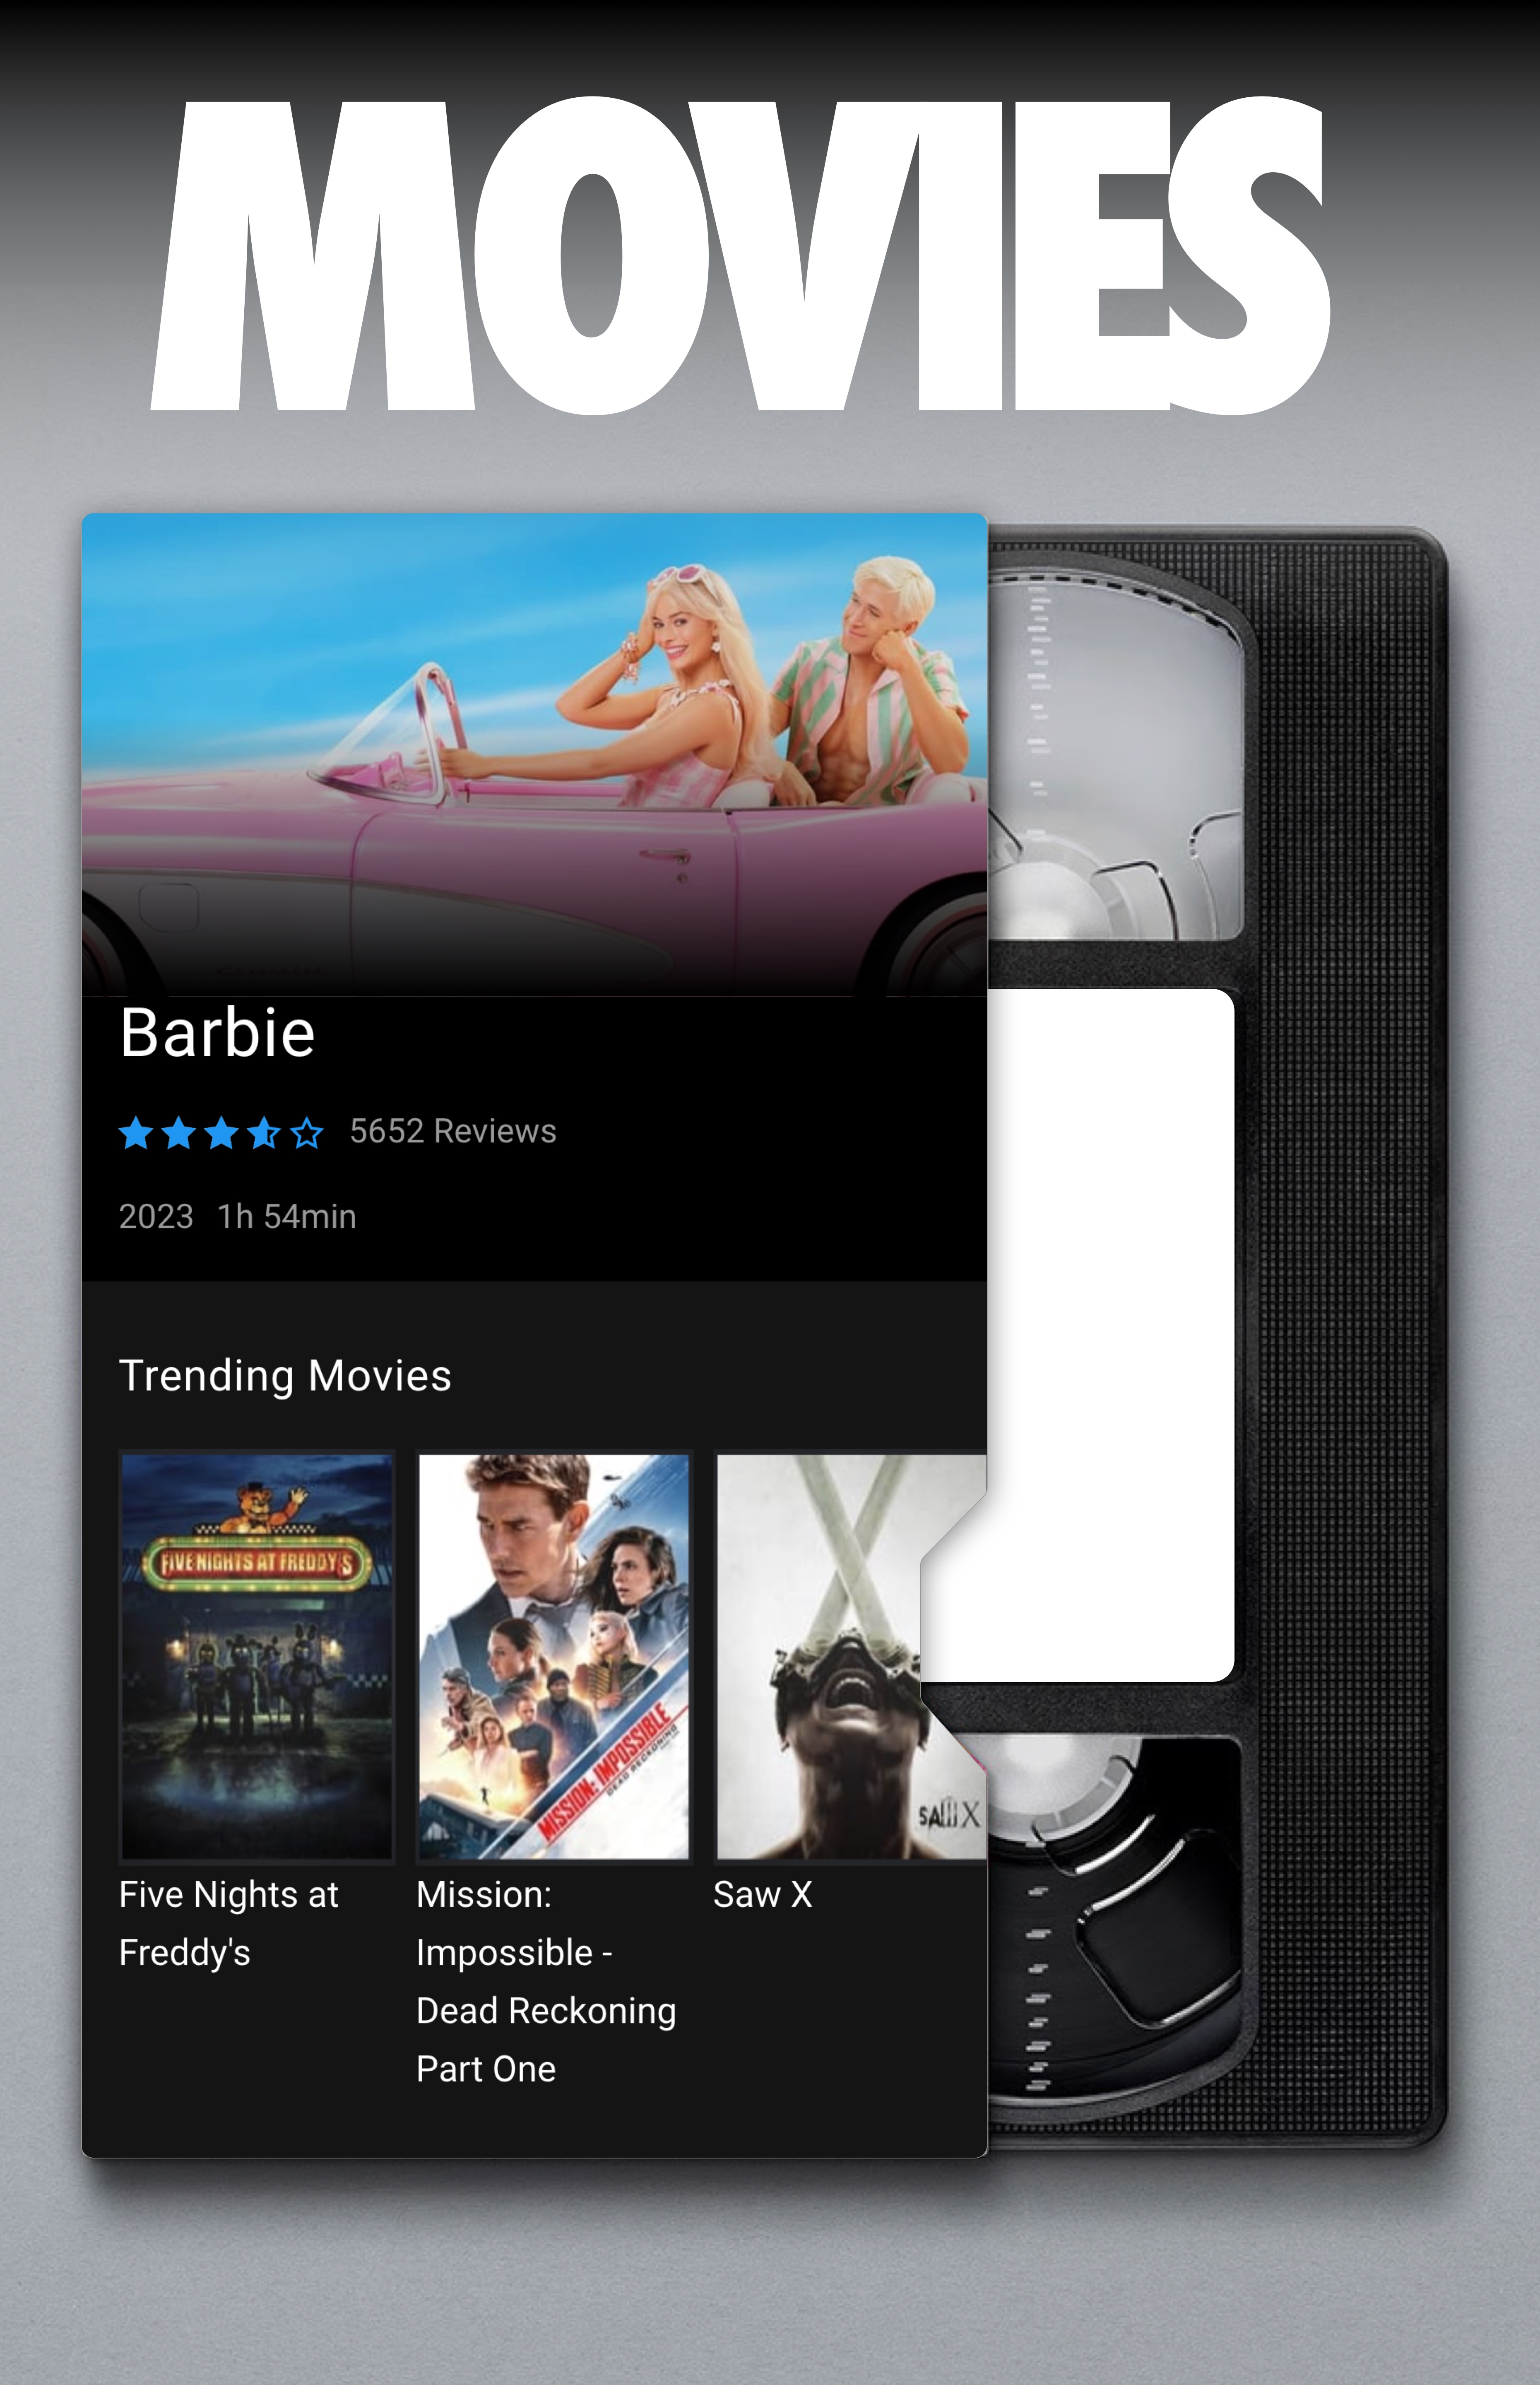 MOVIES
Barbie
5652 Reviews
2023 1h 54min
Trending Movies
FIVE NIGHTS AT FREDDY'S
MISSION: IMPOSSIBLE
DEAD RECKONING
SAW X
Five Nights at
Freddy's
Mission:
Impossible -
Dead Reckoning
Part One
Saw X